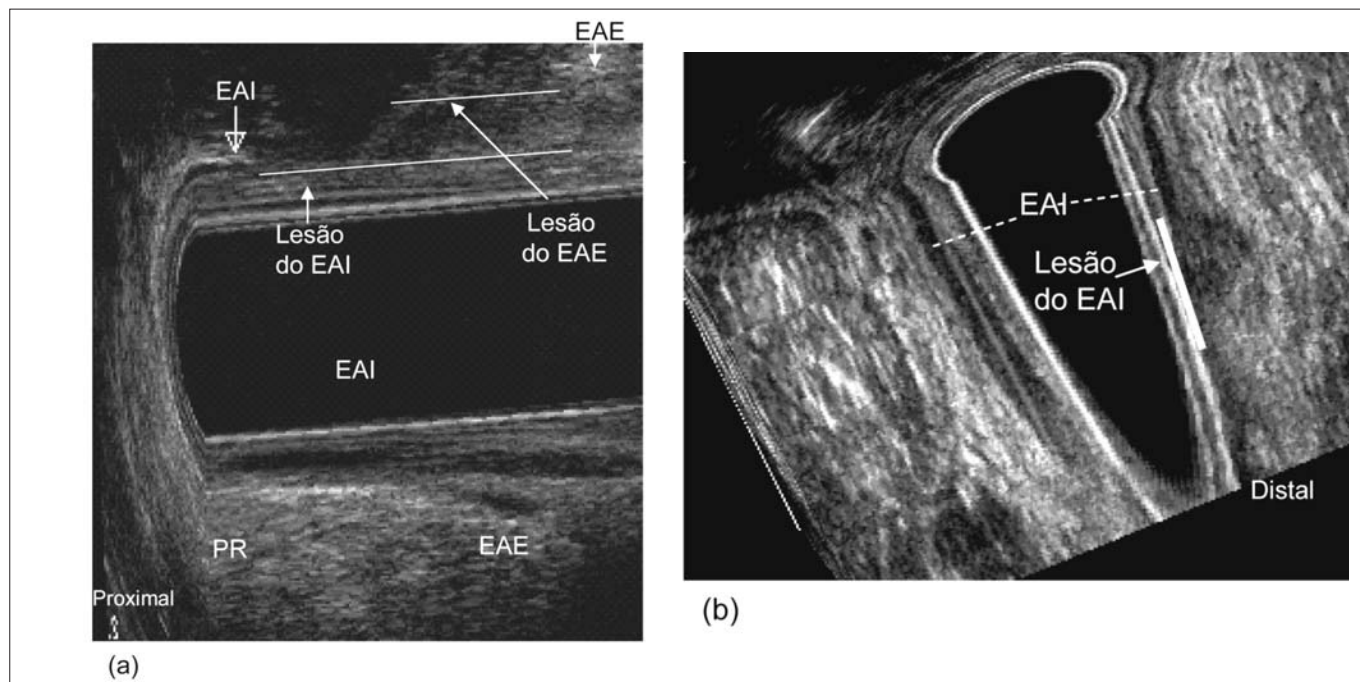 EAE
EAI
Lesão
do EAI
Lesão
do EAE
EAI
PR
EAE
Proximal
(a)
EAI
Lesão
do EAI
Distal
(b)